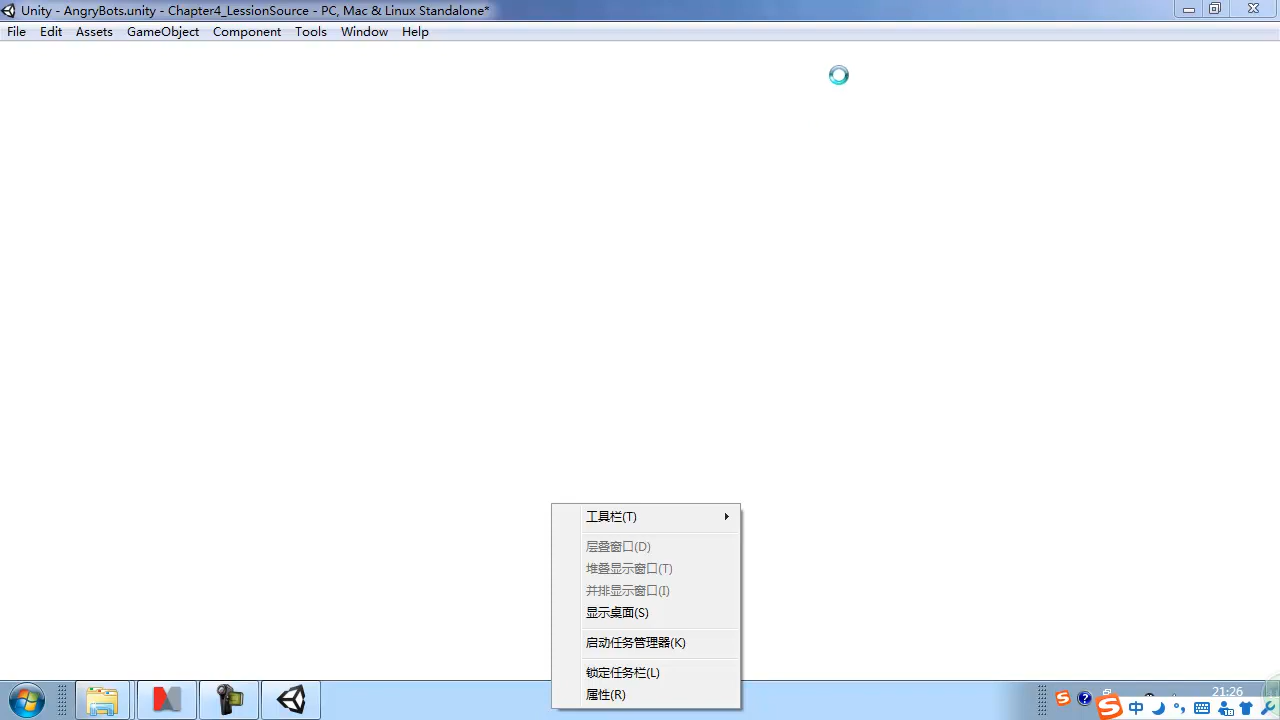 Unity - AngryBots.unity - Chapter4_LessionSource - PC, Mac & Linux Standalone*
File Edit Assets GameObject Component Tools Window Help
工具栏(T)
层叠窗口(D)
堆叠显示窗口(T)
并排显示窗口(I)
显示桌面(S)
启动任务管理器(K)
锁定任务栏(L)
属性(R)
21:26
中